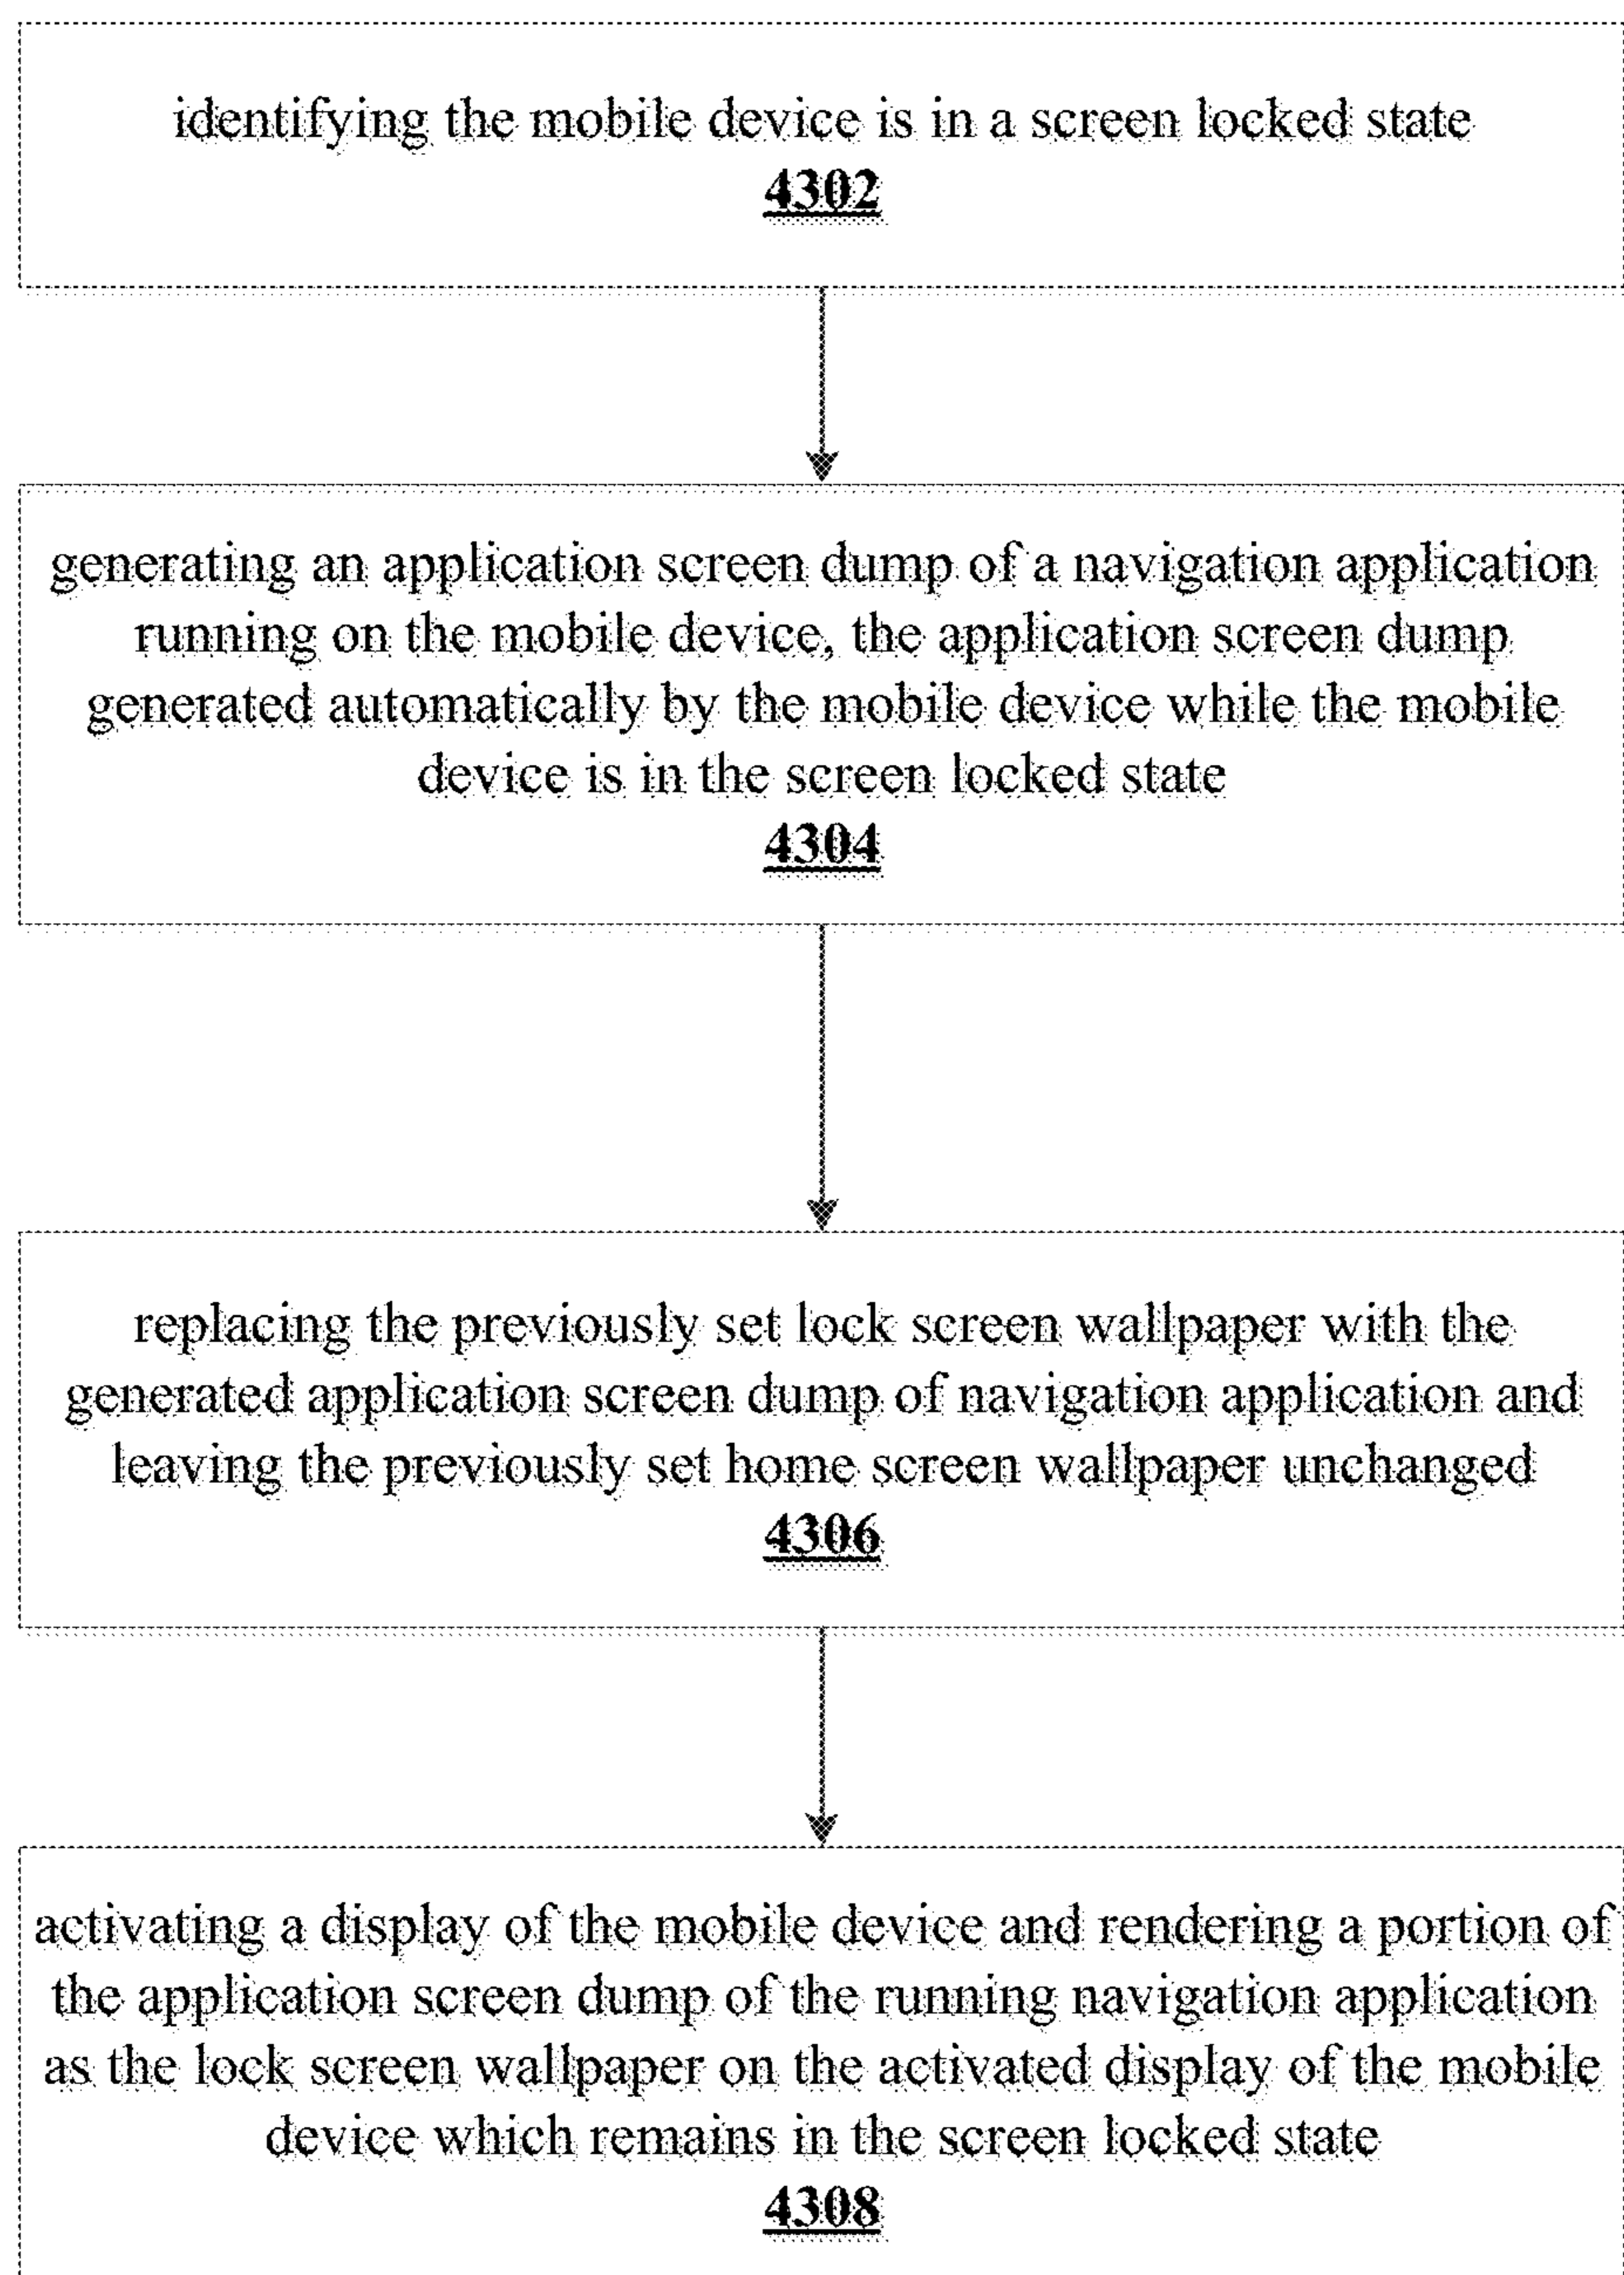 identifying the mobile device is in a screen locked state
4302
generating an application screen dump of a navigation application
running on the mobile device, the application screen dump
generated automatically by the mobile device while the mobile
device is in the screen locked state
4304
replacing the previously set lock screen wallpaper with the
generated application screen dump of navigation application and
leaving the previously set home screen wallpaper unchanged
4306
activating a display of the mobile device and rendering a portion of
the application screen dump of the running navigation application
as the lock screen wallpaper on the activated display of the mobile
device which remains in the screen locked state
4308